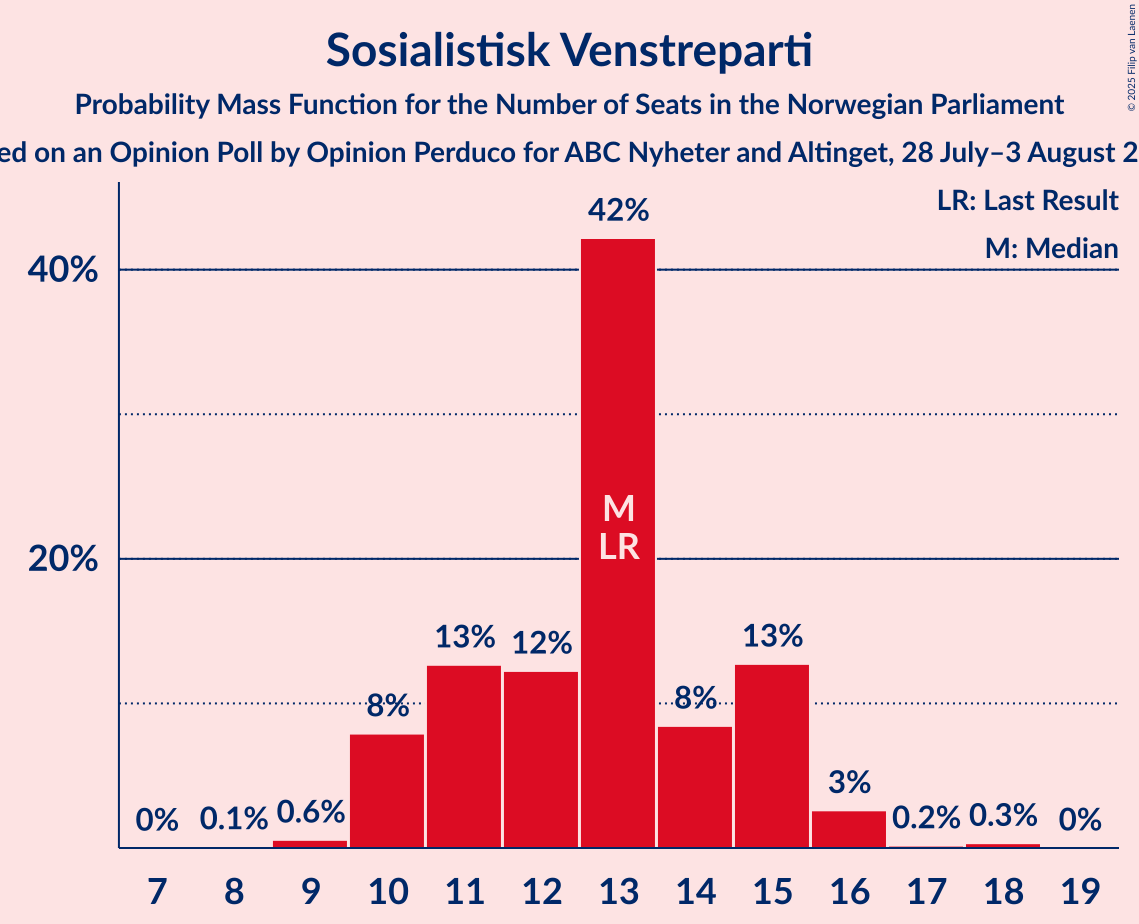 © 2025 Filip van Laenen
Sosialistisk Venstreparti
Probability Mass Function for the Number of Seats in the Norwegian Parliament
on an Opinion Poll by Opinion Perduco for ABC Nyheter and Altinget, 28 July–3 August
LR: Last Result
M: Median
42%
40%
M
LR
20%
13% 12% 13%
8% 8%
3%
0% 0.1% 0.6% 0.2% 0.3% 0%
7 8 9 10 11 12 13 14 15 16 17 18 19